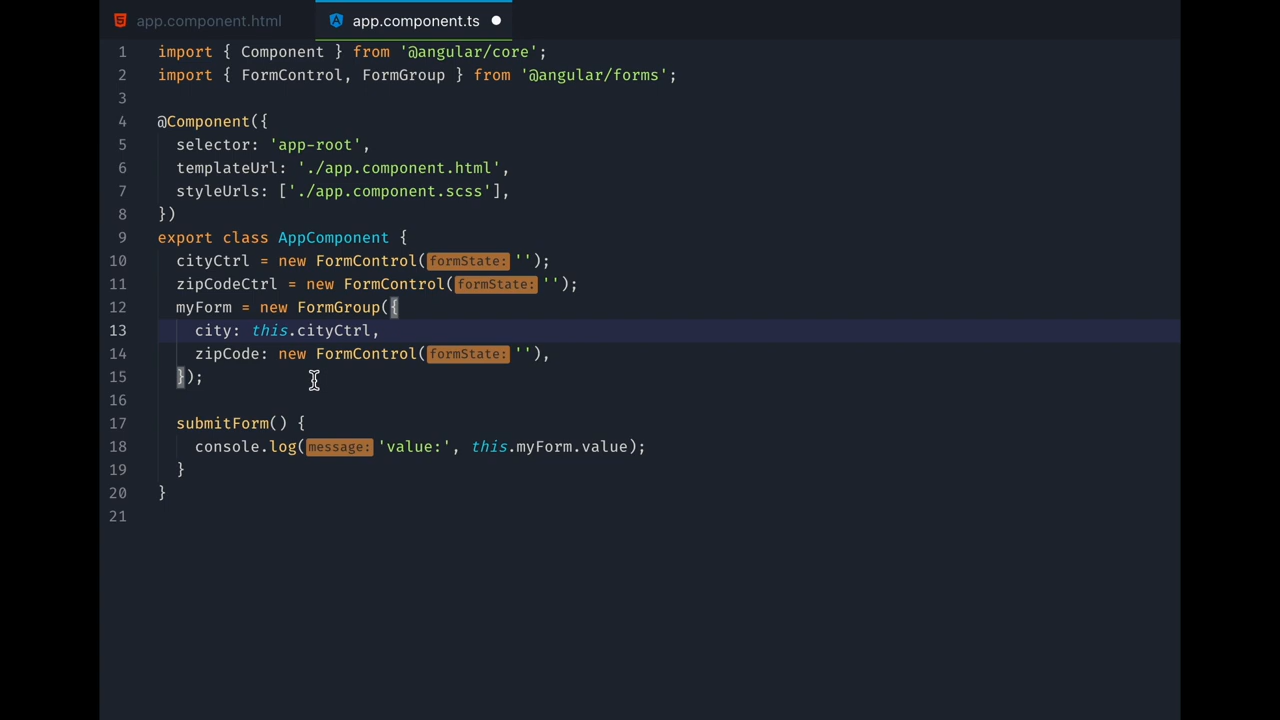 app.component.html
app.component.ts
1 import { Component } from '@angular/core';
2 import { FormControl, FormGroup } from '@angular/forms';
3
4 @Component({
5 selector: 'app-root',
6 templateUrl: './app.component.html',
7 styleUrls: ['./app.component.scss'],
8 })
9 export class AppComponent {
10 cityCtrl = new FormControl(formState: '');
11 zipCodeCtrl = new FormControl(formState: '');
12 myForm = new FormGroup({
13 city: this.cityCtrl,
14 zipCode: new FormControl(formState: ''),
15 });
16
17 submitForm() {
18 console.log(message: 'value:', this.myForm.value);
19 }
20 }
21